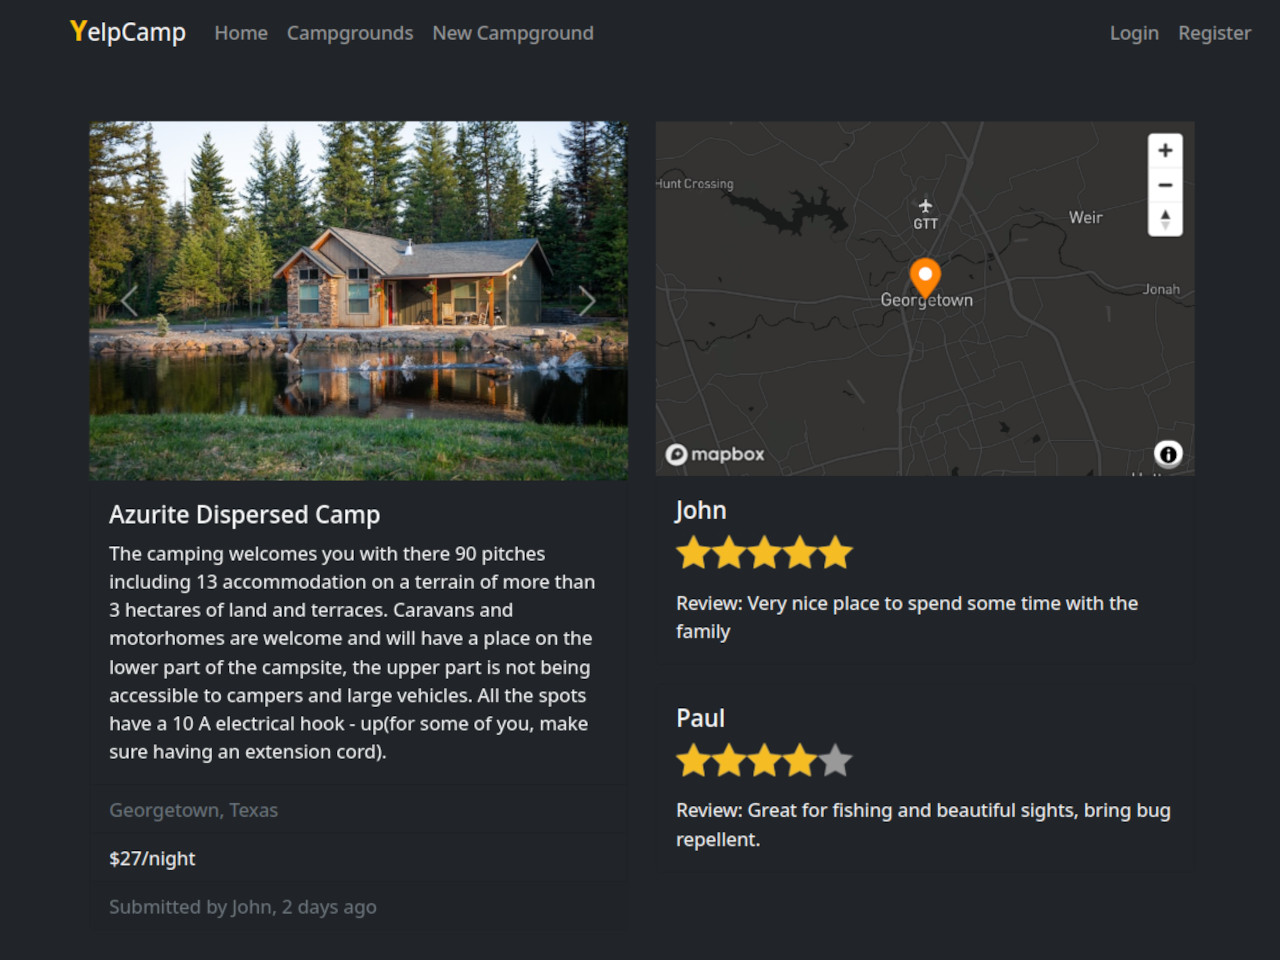 YelpCamp Home Campgrounds New Campground Login Register
Azurite Dispersed Camp
The camping welcomes you with there 90 pitches
including 13 accommodation on a terrain of more than
3 hectares of land and terraces. Caravans and
motorhomes are welcome and will have a place on the
lower part of the campsite, the upper part is not being
accessible to campers and large vehicles. All the spots
have a 10 A electrical hook - up(for some of you, make
sure having an extension cord).
Georgetown, Texas
$27/night
Submitted by John, 2 days ago
Hunt Crossing
GTT
Weir
Georgetown
Jonah
mapbox
John
Review: Very nice place to spend some time with the
family
Paul
Review: Great for fishing and beautiful sights, bring bug
repellent.